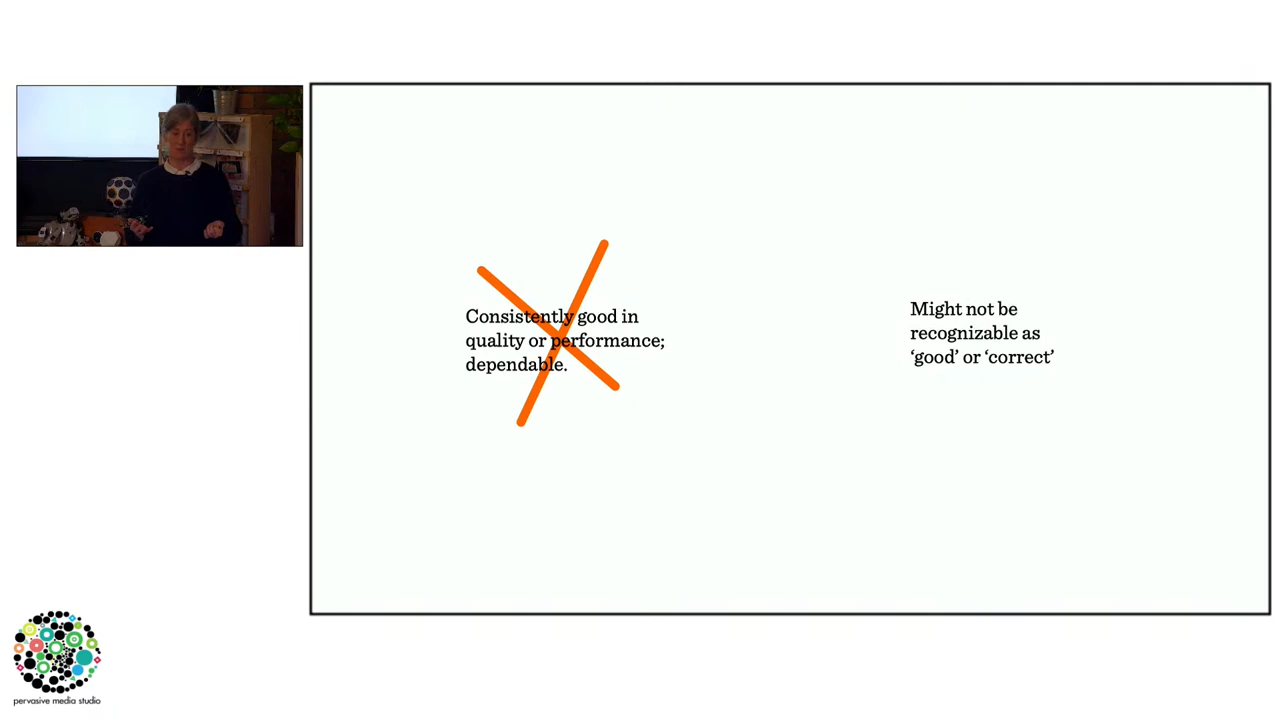 Consistently good in
quality or performance;
dependable.
Might not be
recognizable as
‘good’ or ‘correct’
pervasive media studio